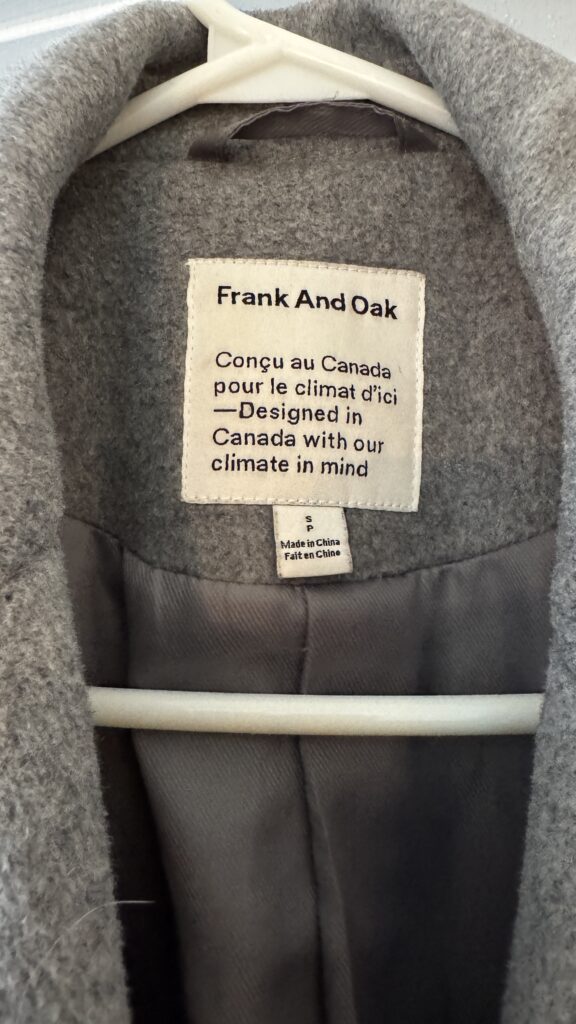 Frank And Oak
Conçu au Canada
pour le climat d'ici
—Designed in
Canada with our
climate in mind
S
P
Made in China
Fait en Chine